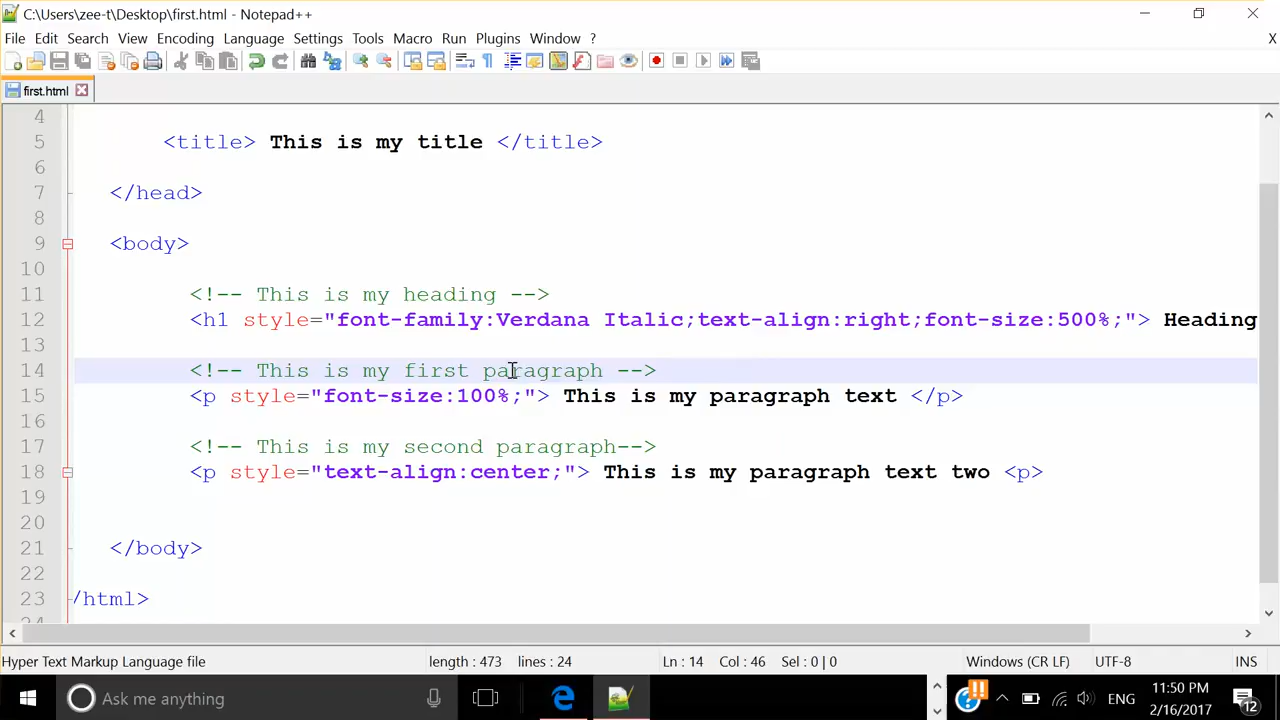 C:\Users\zee-t\Desktop\first.html - Notepad++
File Edit Search View Encoding Language Settings Tools Macro Run Plugins Window ? X
first.html
4
5 <title> This is my title </title>
6
7 </head>
8
9 <body>
10
11 <!-- This is my heading -->
12 <h1 style="font-family:Verdana Italic;text-align:right;font-size:500%;"> Heading
13
14 <!-- This is my first paragraph -->
15 <p style="font-size:100%;"> This is my paragraph text </p>
16
17 <!-- This is my second paragraph-->
18 <p style="text-align:center;"> This is my paragraph text two <p>
19
20
21 </body>
22
23 /html>
24
Hyper Text Markup Language file length : 473 lines : 24 Ln : 14 Col : 46 Sel : 0 | 0 Windows (CR LF) UTF-8 INS
Ask me anything ENG 11:50 PM
2/16/2017 12